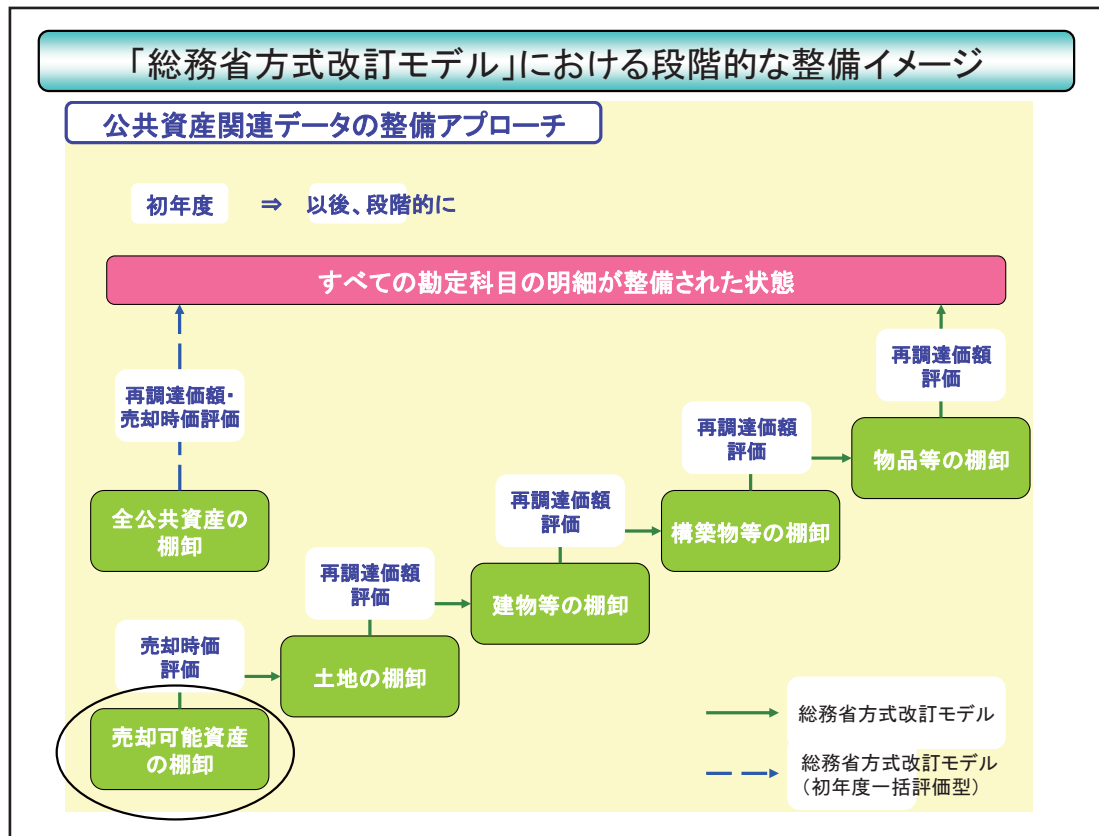 「総務省方式改訂モデル」における段階的な整備イメージ
公共資産関連データの整備アプローチ
初年度 ⇒ 以後、段階的に
すべての勘定科目の明細が整備された状態
再調達価額・
売却時価評価
全公共資産の
棚卸
売却時価
評価
売却可能資産
の棚卸
再調達価額
評価
土地の棚卸
再調達価額
評価
建物等の棚卸
再調達価額
評価
構築物等の棚卸
再調達価額
評価
物品等の棚卸
総務省方式改訂モデル
総務省方式改訂モデル
（初年度一括評価型）